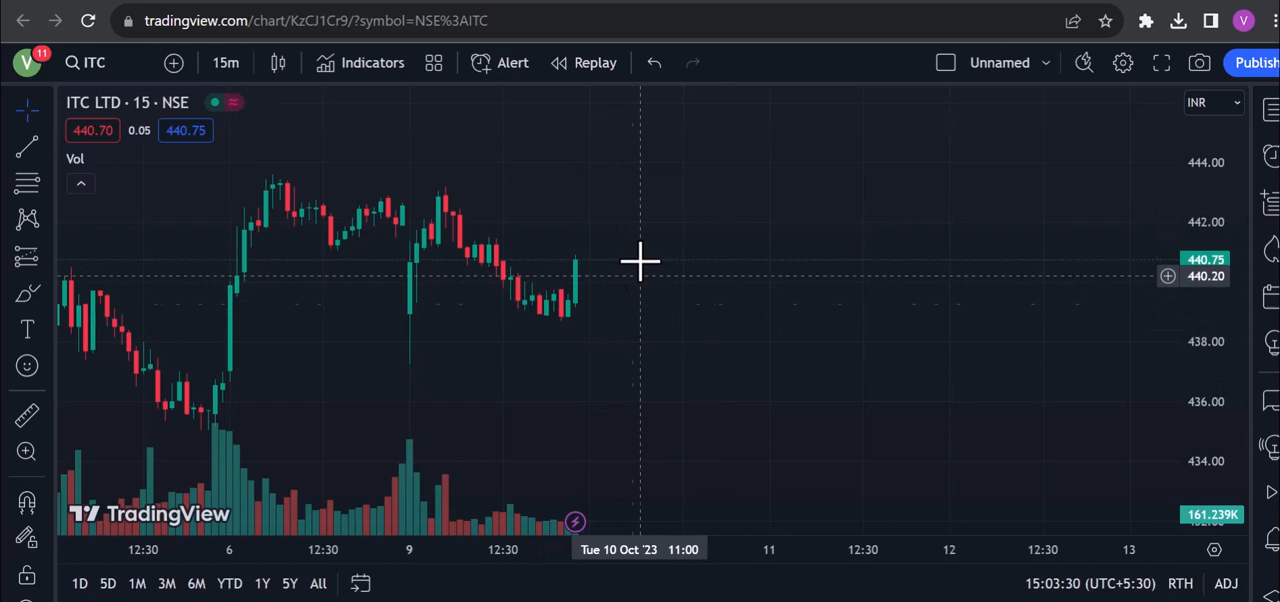 tradingview.com/chart/KzCJ1Cr9/?symbol=NSE%3AITC
V
V 11 ITC 15m Indicators Alert Replay Unnamed Publish
ITC LTD · 15 · NSE
INR
440.70 0.05 440.75
Vol
444.00
442.00
440.75
440.20
438.00
436.00
434.00
TradingView
161.239K
12:30 6 12:30 9 12:30 Tue 10 Oct '23 11:00 11 12:30 12 12:30 13
1D 5D 1M 3M 6M YTD 1Y 5Y All 15:03:30 (UTC+5:30) RTH ADJ